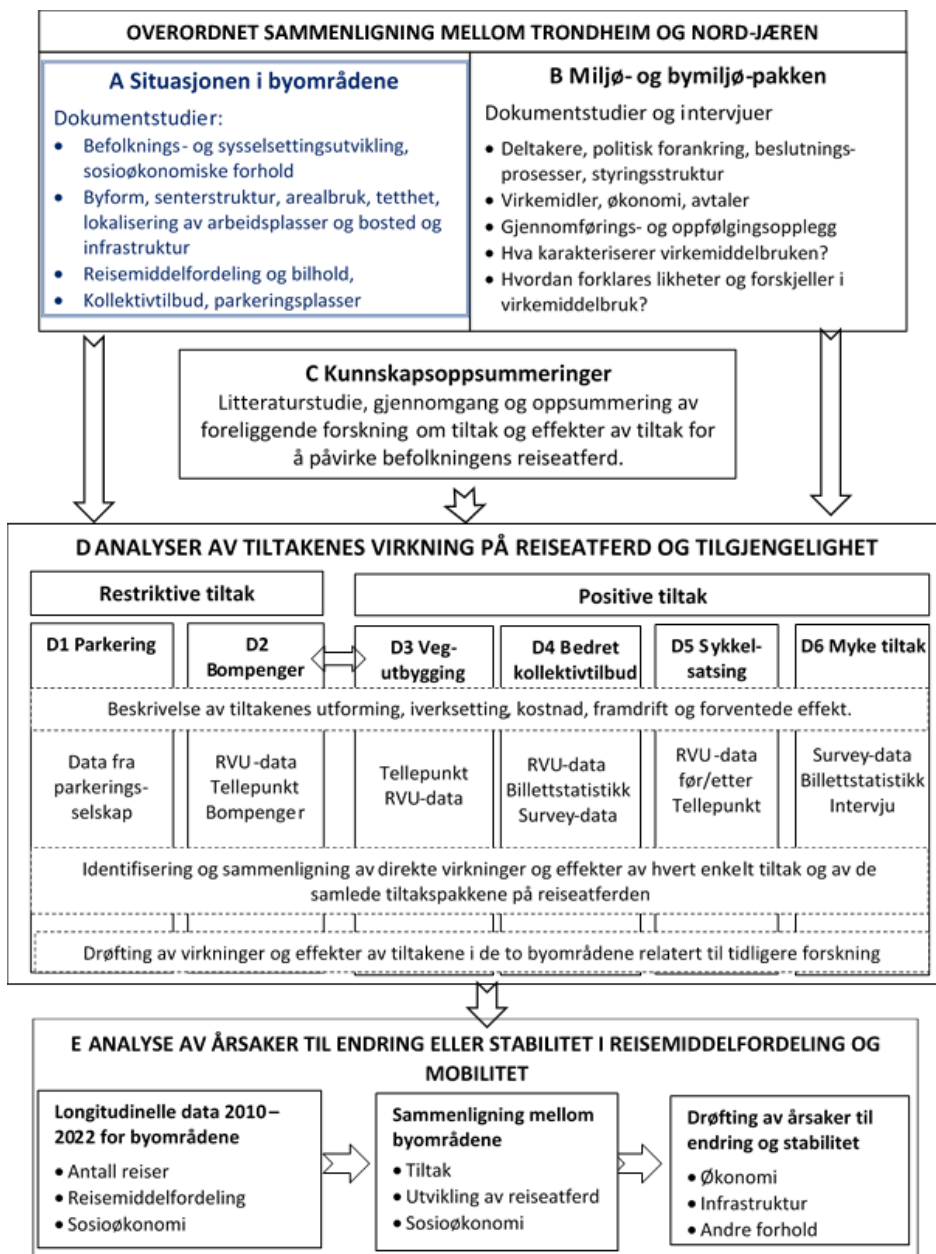 OVERORDNET SAMMENLIGNING MELLOM TRONDHEIM OG NORD-JÆREN
A Situasjonen i byområdene
Dokumentstudier:
• Befolknings- og sysselsettingsutvikling,
sosioøkonomiske forhold
• Byform, senterstruktur, arealbruk, tetthet,
lokalisering av arbeidsplasser og bosted og
infrastruktur
• Reisemiddelfordeling og bilhold,
• Kollektivtilbud, parkeringsplasser
B Miljø- og bymiljø-pakken
Dokumentstudier og intervjuer
• Deltakere, politisk forankring, beslutnings-
prosesser, styringsstruktur
• Virkemidler, økonomi, avtaler
• Gjennomførings- og oppfølgingsopplegg
• Hva karakteriserer virkemiddelbruken?
• Hvordan forklares likheter og forskjeller i
virkemiddelbruk?
C Kunnskapsoppsummeringer
Litteraturstudie, gjennomgang og oppsummering av
foreliggende forskning om tiltak og effekter av tiltak for
å påvirke befolkningens reiseatferd.
D ANALYSER AV TILTAKENES VIRKNING PÅ REISEATFERD OG TILGJENGELIGHET
Restriktive tiltak
Positive tiltak
D1 Parkering
D2
Bompenger
D3 Veg-
utbygging
D4 Bedret
kollektivtilbud
D5 Sykkel-
satsing
D6 Myke tiltak
Beskrivelse av tiltakenes utforming, iverksetting, kostnad, framdrift og forventede effekt.
Data fra
parkerings-
selskap
RVU-data
Tellepunkt
Bompenger
Tellepunkt
RVU-data
RVU-data
Billettstatistikk
Survey-data
RVU-data
før/etter
Tellepunkt
Survey-data
Billettstatistikk
Intervju
Identifisering og sammenligning av direkte virkninger og effekter av hvert enkelt tiltak og av de
samlede tiltakspakkene på reiseatferden
Drøfting av virkninger og effekter av tiltakene i de to byområdene relatert til tidligere forskning
E ANALYSE AV ÅRSAKER TIL ENDRING ELLER STABILITET I REISEMIDDELFORDELING OG
MOBILITET
Longitudinelle data 2010–
2022 for byområdene
• Antall reiser
• Reisemiddelfordeling
• Sosioøkonomi
Sammenligning mellom
byområdene
• Tiltak
• Utvikling av reiseatferd
• Sosioøkonomi
Drøfting av årsaker til
endring og stabilitet
• Økonomi
• Infrastruktur
• Andre forhold